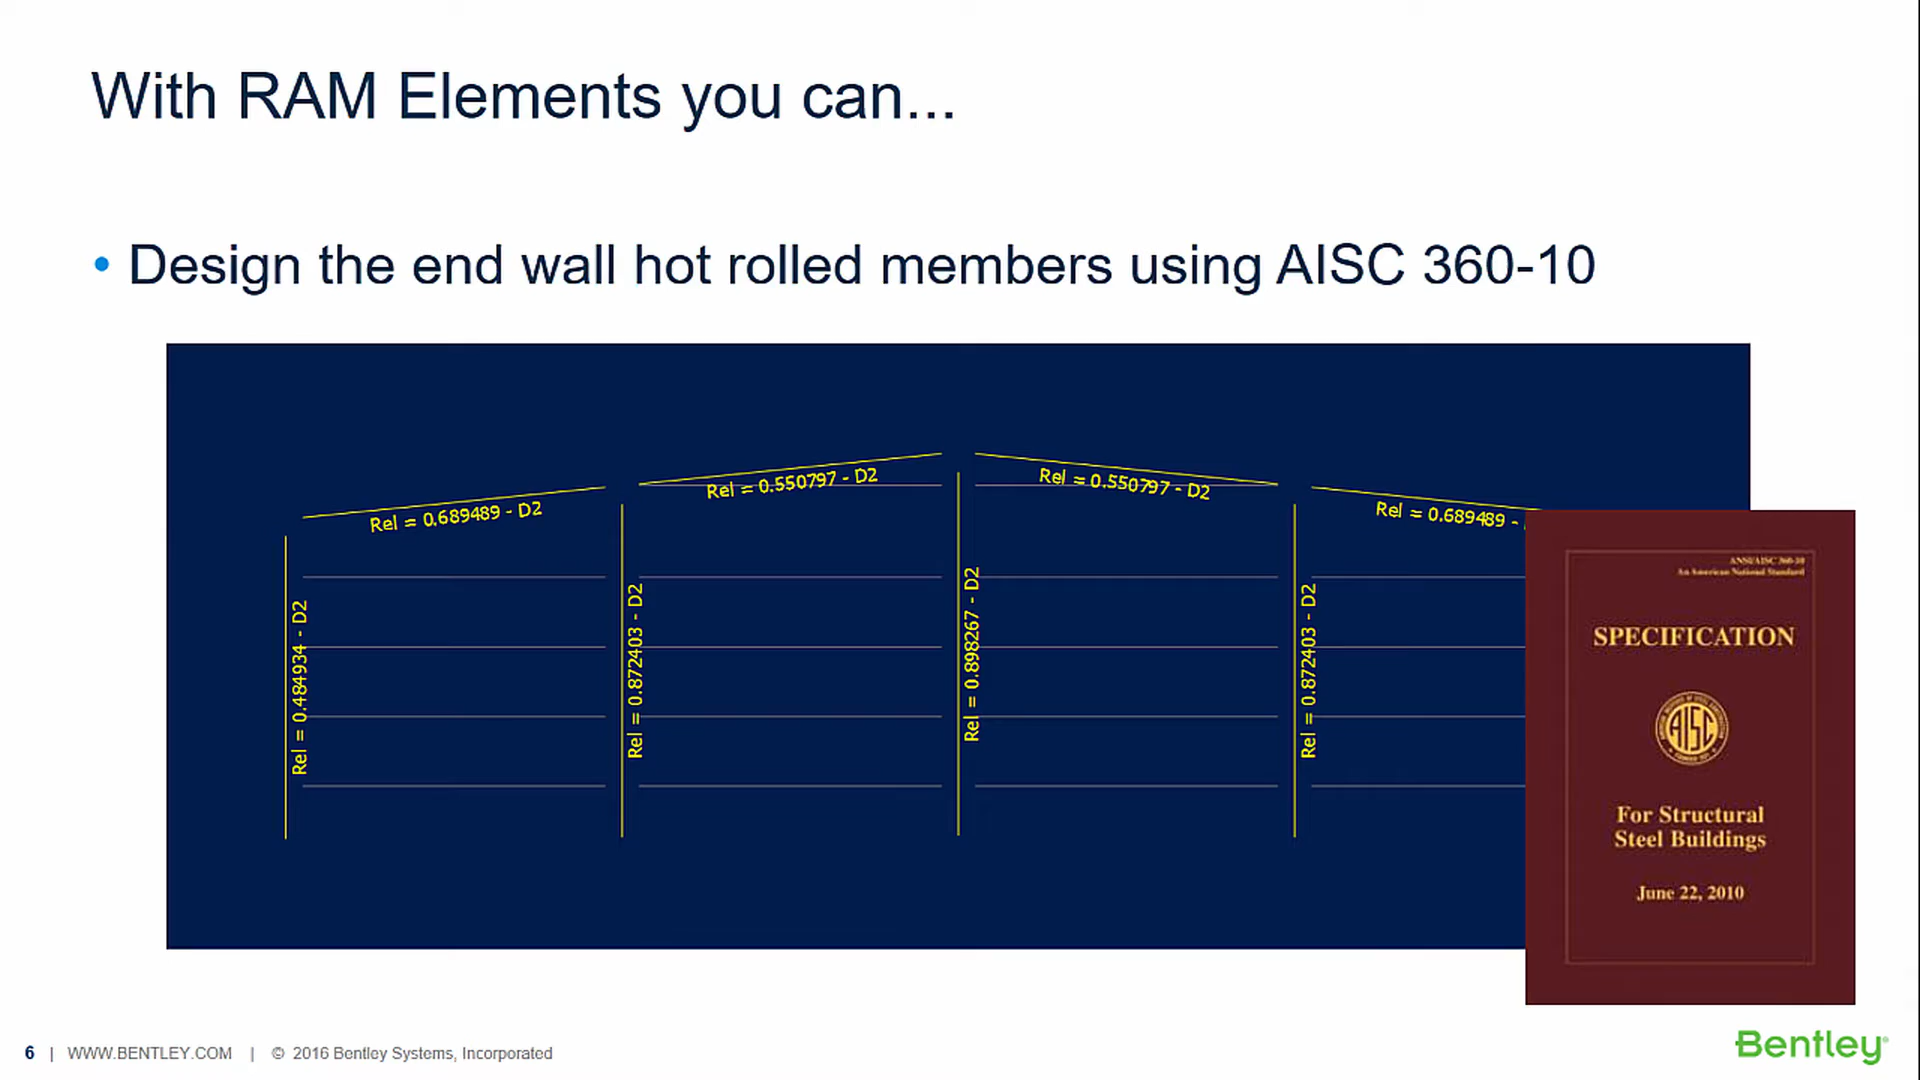 With RAM Elements you can...
• Design the end wall hot rolled members using AISC 360-10
Rel = 0.689489 - D2
Rel = 0.550797 - D2
Rel = 0.550797 - D2
Rel = 0.689489 -
Rel = 0.484934 - D2
Rel = 0.872403 - D2
Rel = 0.898267 - D2
Rel = 0.872403 - D2
ANSI/AISC 360-10
An American National Standard
SPECIFICATION
AISC
For Structural
Steel Buildings
June 22, 2010
6 | WWW.BENTLEY.COM | © 2016 Bentley Systems, Incorporated
Bentley